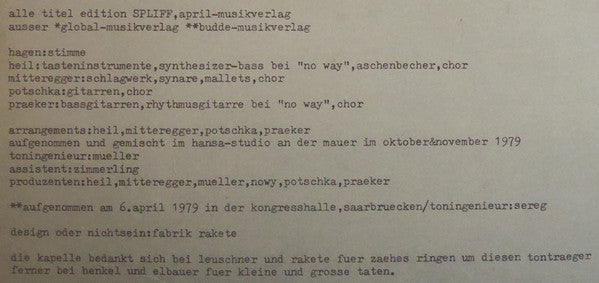 alle titel edition SPLIFF,april-musikverlag
ausser *global-musikverlag **budde-musikverlag
hagen:stimme
heil:tasteninstrumente,synthesizer-bass bei "no way",aschenbecher,chor
mitteregger:schlagwerk,synare,mallets,chor
potschka:gitarren,chor
praeker:bassgitarren,rhythmusgitarre bei "no way",chor
arrangements:heil,mitteregger,potschka,praeker
aufgenommen und gemischt im hansa-studio an der mauer im oktober&november 1979
toningenieur:mueller
assistent:zimmerling
produzenten:heil,mitteregger,mueller,nowy,potschka,praeker
**aufgenommen am 6.april 1979 in der kongresshalle,saarbruecken/toningenieur:sereg
design oder nichtsein:fabrik rakete
die kapelle bedankt sich bei leuschner und rakete fuer zaehes ringen um diesen tontraeger
ferner bei henkel und elbauer fuer kleine und grosse taten.